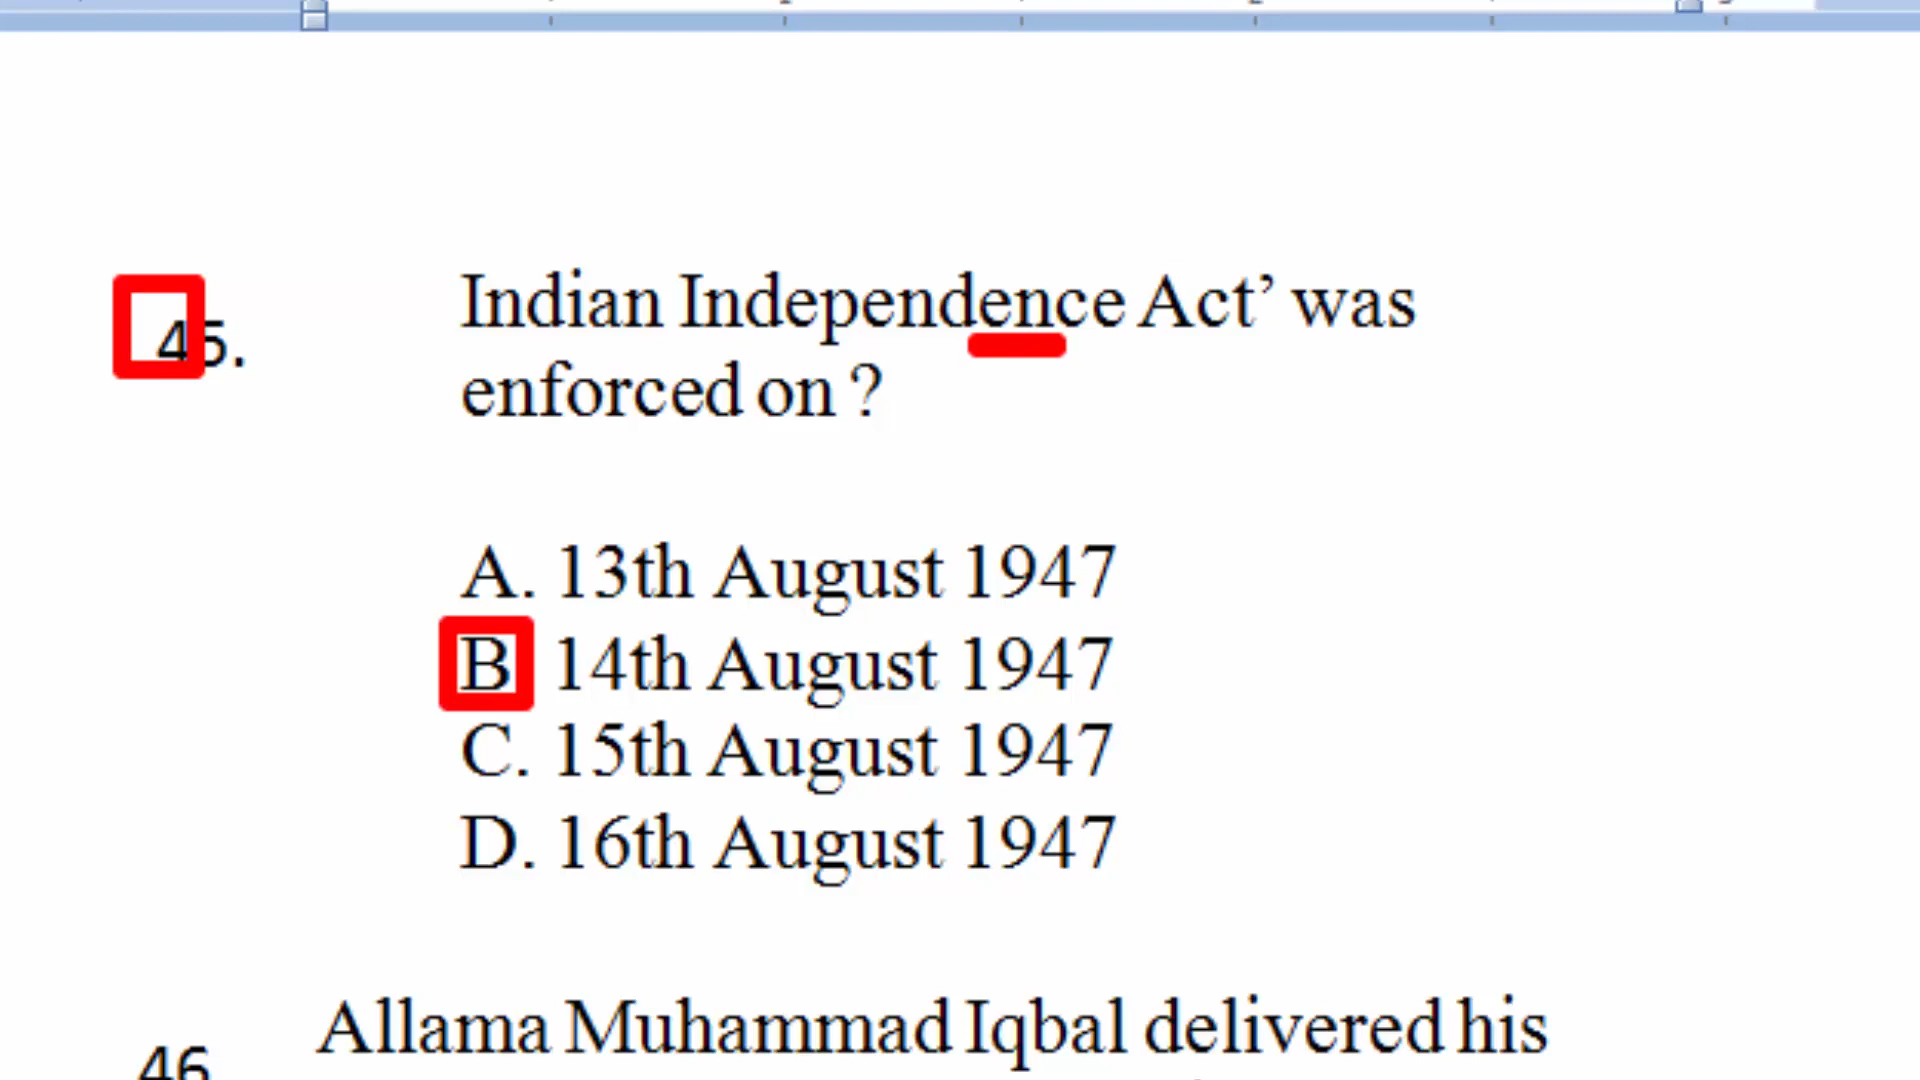 45. Indian Independence Act’ was
enforced on ?
A. 13th August 1947
B 14th August 1947
C. 15th August 1947
D. 16th August 1947
46 Allama Muhammad Iqbal delivered his